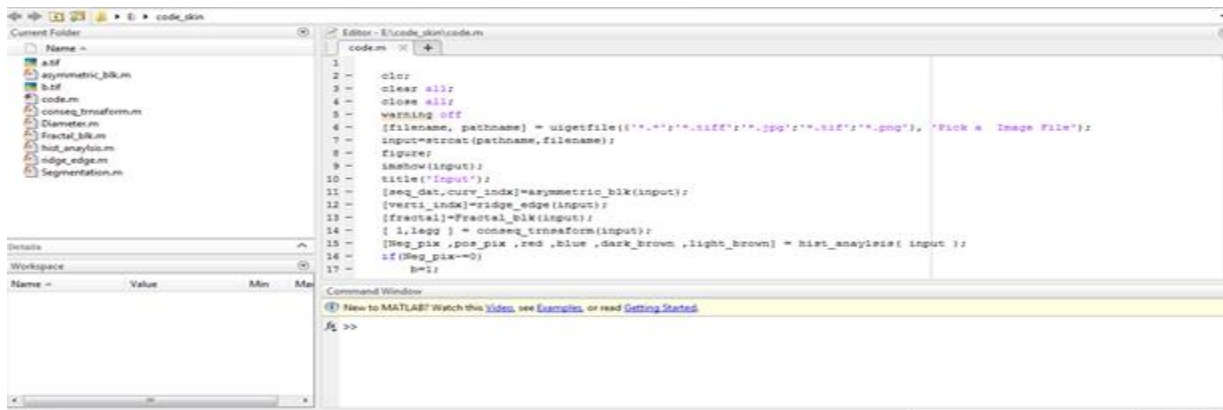 E: ▸ code_skin
Current Folder
Name
a.tif
asymmetric_blk.m
b.tif
code.m
conseq_trnsaform.m
Diameter.m
Fractal_blk.m
hist_anaylsis.m
ridge_edge.m
Segmentation.m
Details
Workspace
Name Value Min Max
Editor - E:\code_skin\code.m
code.m
1
2 - clc;
3 - clear all;
4 - close all;
5 - warning off
6 - [filename, pathname] = uigetfile({'*.*';'*.tiff';'*.jpg';'*.tif';'*.png'}, 'Pick a Image File');
7 - input=strcat(pathname,filename);
8 - figure;
9 - imshow(input);
10 - title('Input');
11 - [seq_dat,curv_indx]=asymmetric_blk(input);
12 - [verti_indx]=ridge_edge(input);
13 - [fractal]=Fractal_blk(input);
14 - [ l,lagg ] = conseq_trnsaform(input);
15 - [Neg_pix ,pos_pix ,red ,blue ,dark_brown ,light_brown] = hist_anaylsis( input );
16 - if(Neg_pix~=0)
17 - b=1;
Command Window
New to MATLAB? Watch this Video, see Examples, or read Getting Started.
fx >>